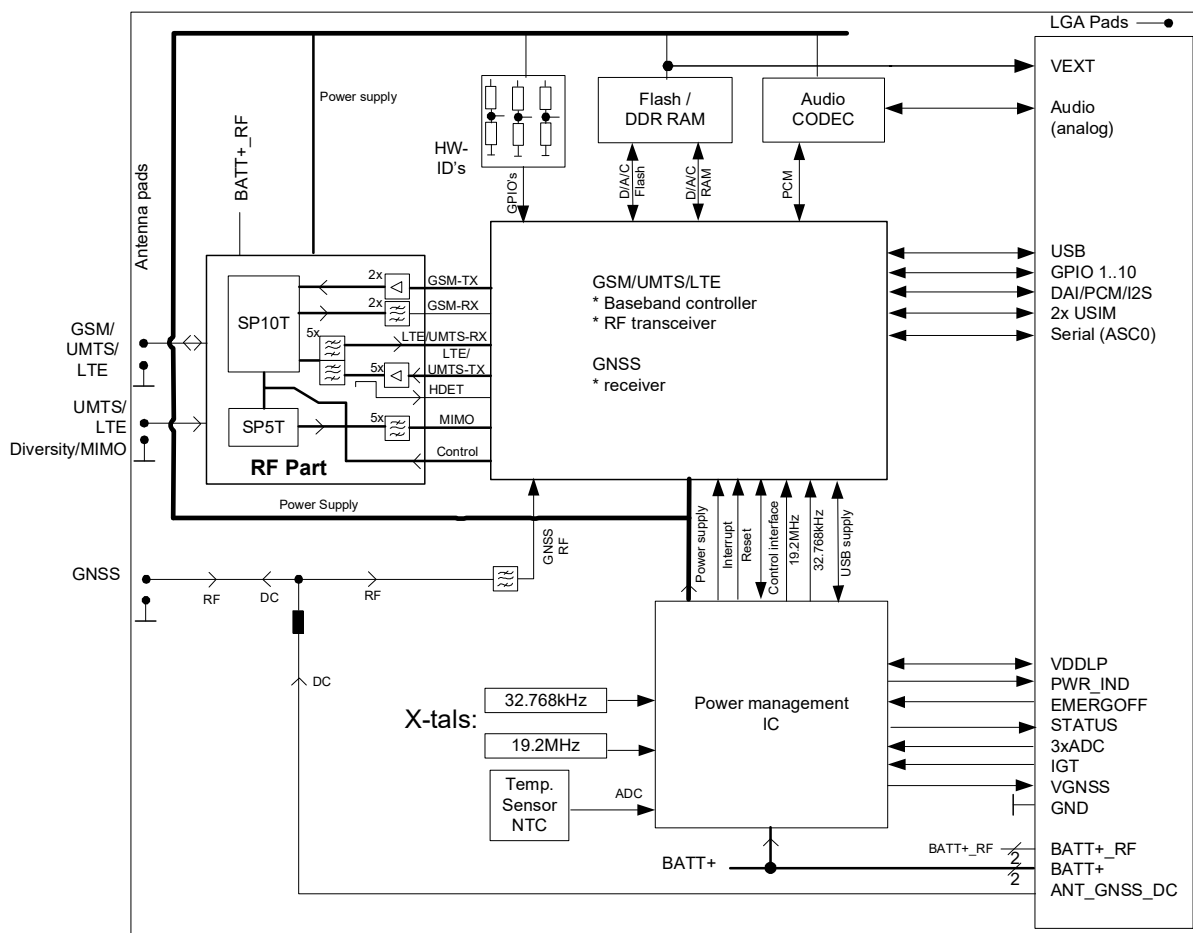 LGA Pads
VEXT
Audio
(analog)
Power supply
HW-
ID's
Flash /
DDR RAM
Audio
CODEC
BATT+_RF
Antenna pads
GPIO's
D/A/C
Flash
D/A/C
RAM
PCM
USB
GPIO 1..10
DAI/PCM/I2S
2x USIM
Serial (ASC0)
GSM/UMTS/LTE
* Baseband controller
* RF transceiver
GNSS
* receiver
SP10T
2x
GSM-TX
2x
GSM-RX
5x
LTE/UMTS-RX
LTE/
5x
UMTS-TX
HDET
SP5T
5x
MIMO
RF Part
Control
GSM/
UMTS/
LTE
UMTS/
LTE
Diversity/MIMO
Power Supply
GNSS
RF
Power supply
Interrupt
Reset
Control interface
19.2MHz
32.768kHz
USB supply
GNSS
RF
DC
RF
DC
X-tals:
32.768kHz
19.2MHz
Temp.
Sensor
NTC
ADC
Power management
IC
VDDLP
PWR_IND
EMERGOFF
STATUS
3xADC
IGT
VGNSS
GND
BATT+
BATT+_RF
2
BATT+_RF
2
BATT+
ANT_GNSS_DC